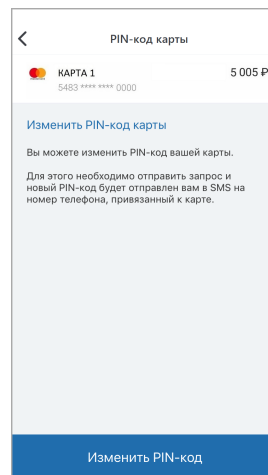 PIN-код карты
КАРТА 1 5 005 ₽
5483 **** **** 0000
Изменить PIN-код карты
Вы можете изменить PIN-код вашей карты.
Для этого необходимо отправить запрос и
новый PIN-код будет отправлен вам в SMS на
номер телефона, привязанный к карте.
Изменить PIN-код